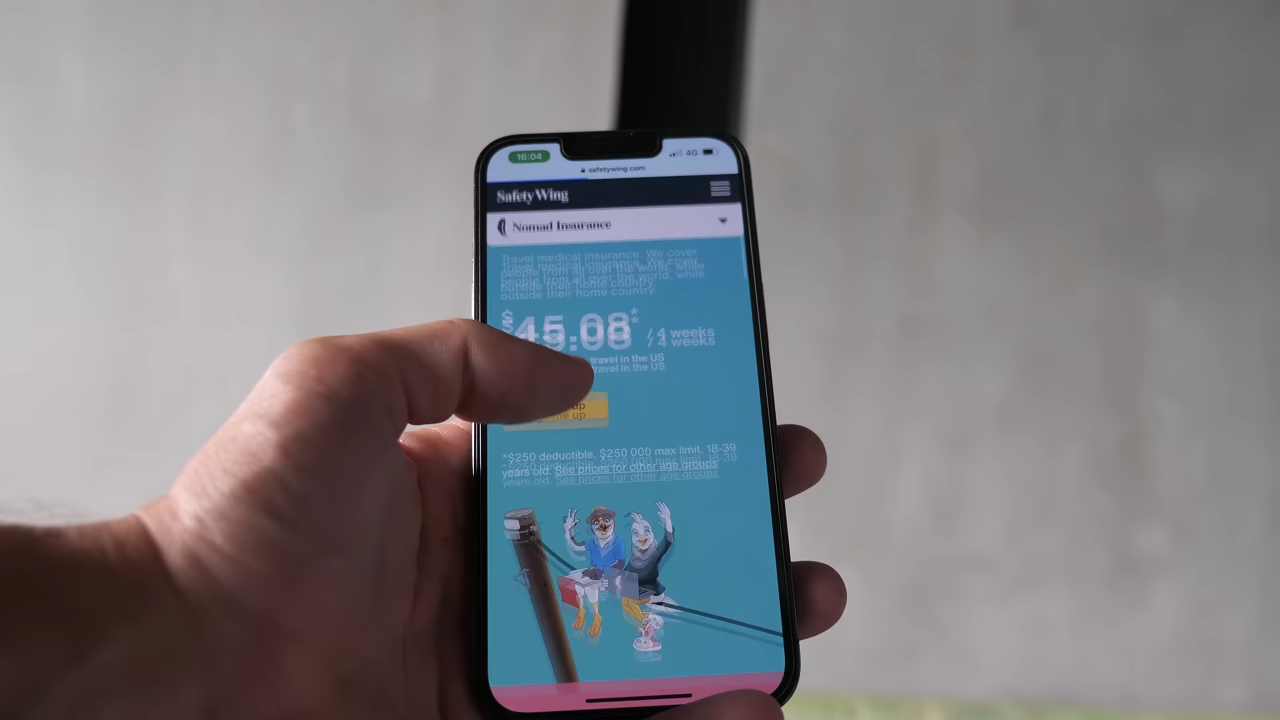 16:04
4G
safetywing.com
SafetyWing
Nomad Insurance
Travel medical insurance. We cover
people from all over the world, while
outside their home country.
$45.08* / 4 weeks
travel in the US
me up
*$250 deductible. $250 000 max limit, 18-39
years old. See prices for other age groups